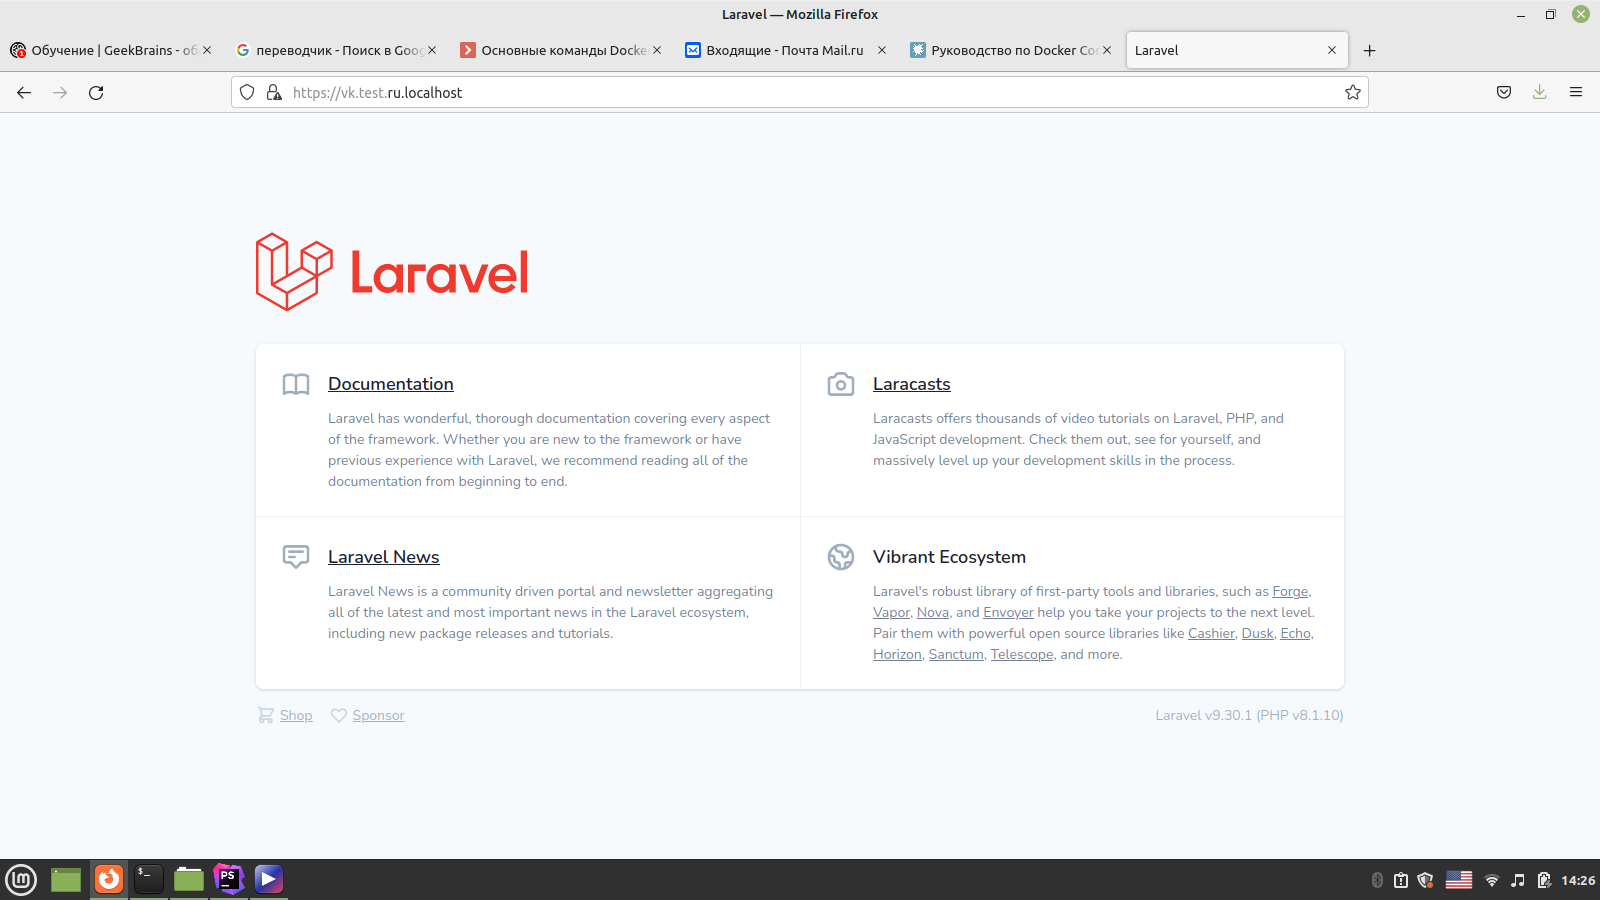 Laravel — Mozilla Firefox
Обучение | GeekBrains - об
переводчик - Поиск в Goog
Основные команды Docke
Входящие - Почта Mail.ru
Руководство по Docker Co
Laravel
https://vk.test.ru.localhost
Laravel
Documentation
Laravel has wonderful, thorough documentation covering every aspect
of the framework. Whether you are new to the framework or have
previous experience with Laravel, we recommend reading all of the
documentation from beginning to end.
Laracasts
Laracasts offers thousands of video tutorials on Laravel, PHP, and
JavaScript development. Check them out, see for yourself, and
massively level up your development skills in the process.
Laravel News
Laravel News is a community driven portal and newsletter aggregating
all of the latest and most important news in the Laravel ecosystem,
including new package releases and tutorials.
Vibrant Ecosystem
Laravel's robust library of first-party tools and libraries, such as Forge,
Vapor, Nova, and Envoyer help you take your projects to the next level.
Pair them with powerful open source libraries like Cashier, Dusk, Echo,
Horizon, Sanctum, Telescope, and more.
Shop
Sponsor
Laravel v9.30.1 (PHP v8.1.10)
PS
14:26